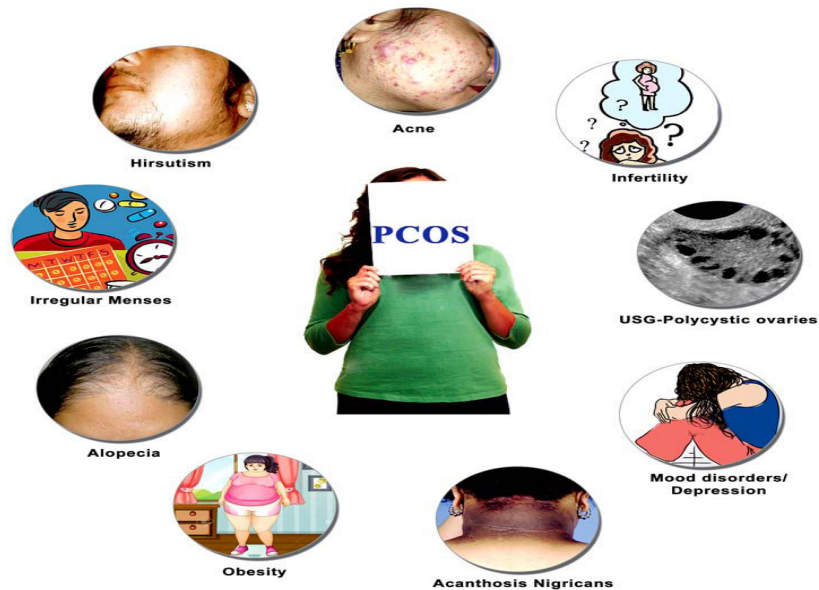 Acne
Hirsutism
Infertility
PCOS
Irregular Menses
USG-Polycystic ovaries
Alopecia
Mood disorders/
Depression
Obesity
Acanthosis Nigricans
M T W T F S
? ? ? ?